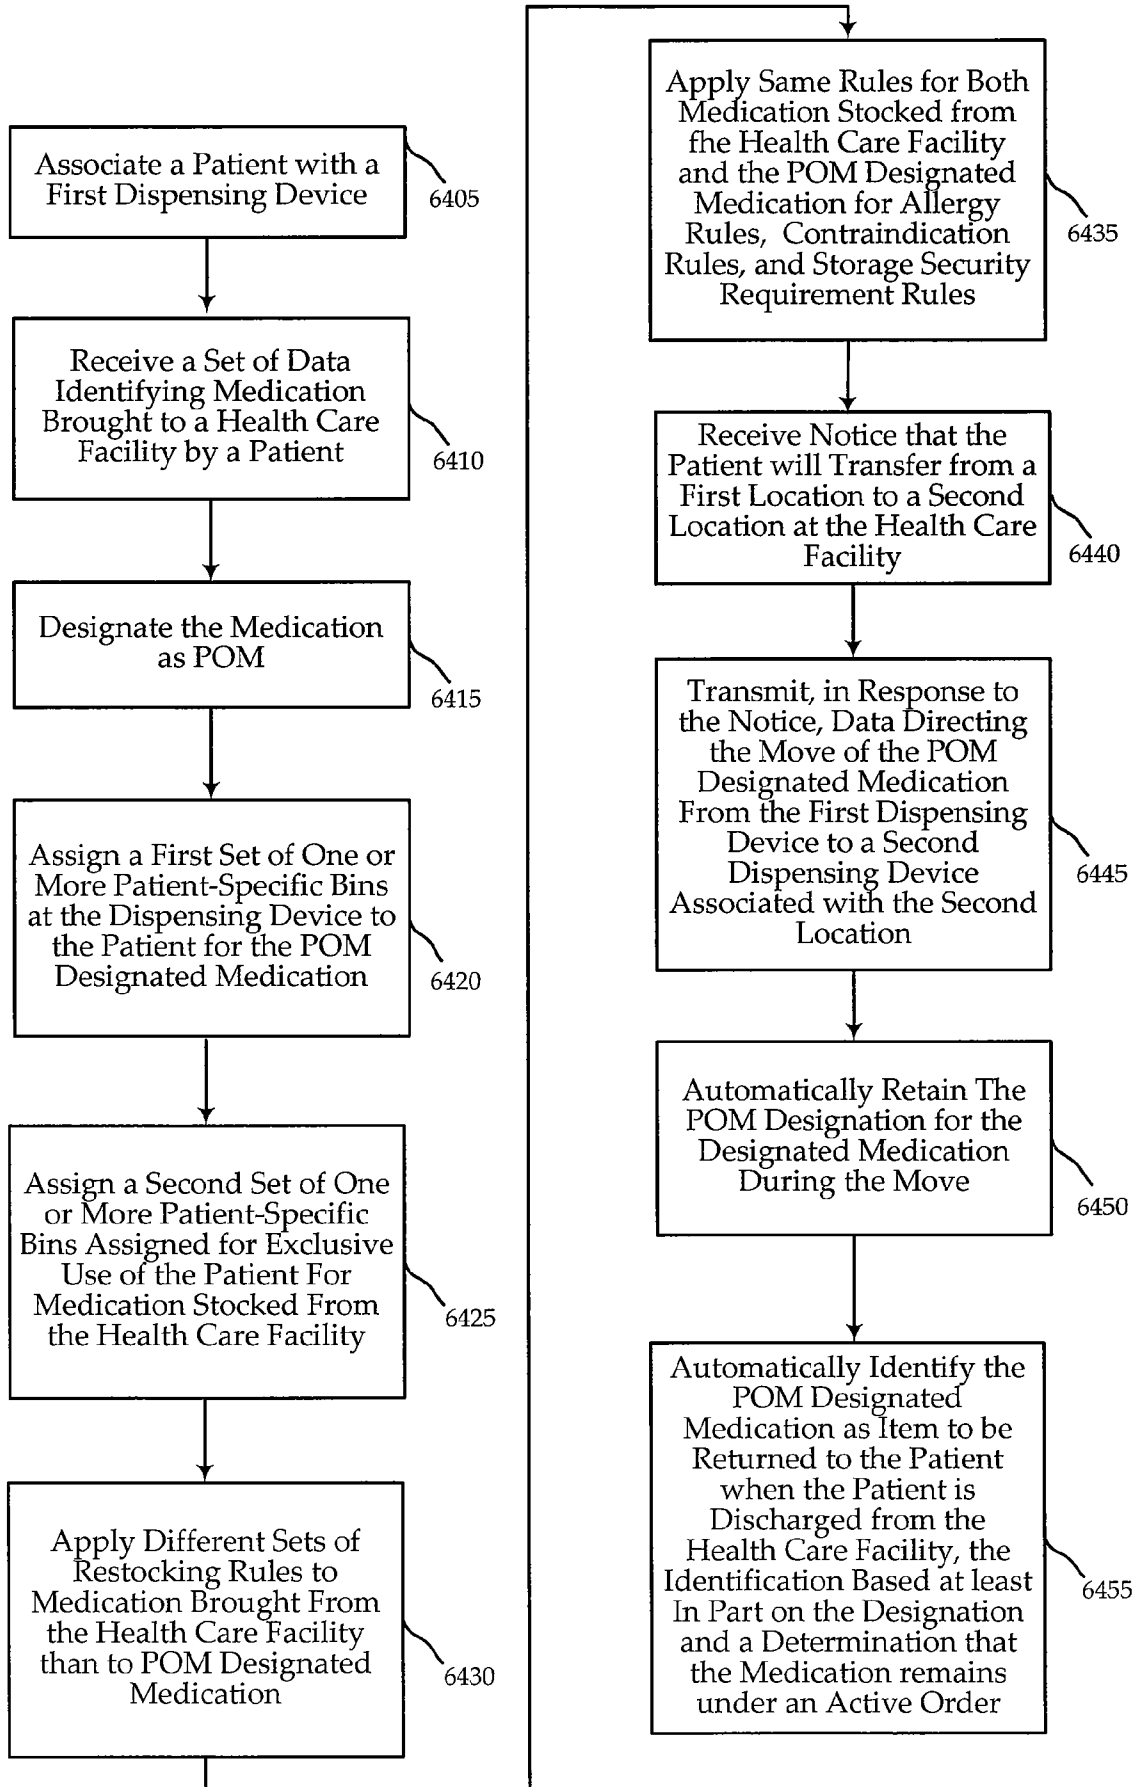 Associate a Patient with a
First Dispensing Device
6405
Receive a Set of Data
Identifying Medication
Brought to a Health Care
Facility by a Patient
6410
Designate the Medication
as POM
6415
Assign a First Set of One or
More Patient-Specific Bins
at the Dispensing Device to
the Patient for the POM
Designated Medication
6420
Assign a Second Set of One
or More Patient-Specific
Bins Assigned for Exclusive
Use of the Patient For
Medication Stocked From
the Health Care Facility
6425
Apply Different Sets of
Restocking Rules to
Medication Brought From
the Health Care Facility
than to POM Designated
Medication
6430
Apply Same Rules for Both
Medication Stocked from
fhe Health Care Facility
and the POM Designated
Medication for Allergy
Rules, Contraindication
Rules, and Storage Security
Requirement Rules
6435
Receive Notice that the
Patient will Transfer from a
First Location to a Second
Location at the Health Care
Facility
6440
Transmit, in Response to
the Notice, Data Directing
the Move of the POM
Designated Medication
From the First Dispensing
Device to a Second
Dispensing Device
Associated with the Second
Location
6445
Automatically Retain The
POM Designation for the
Designated Medication
During the Move
6450
Automatically Identify the
POM Designated
Medication as Item to be
Returned to the Patient
when the Patient is
Discharged from the
Health Care Facility, the
Identification Based at least
In Part on the Designation
and a Determination that
the Medication remains
under an Active Order
6455